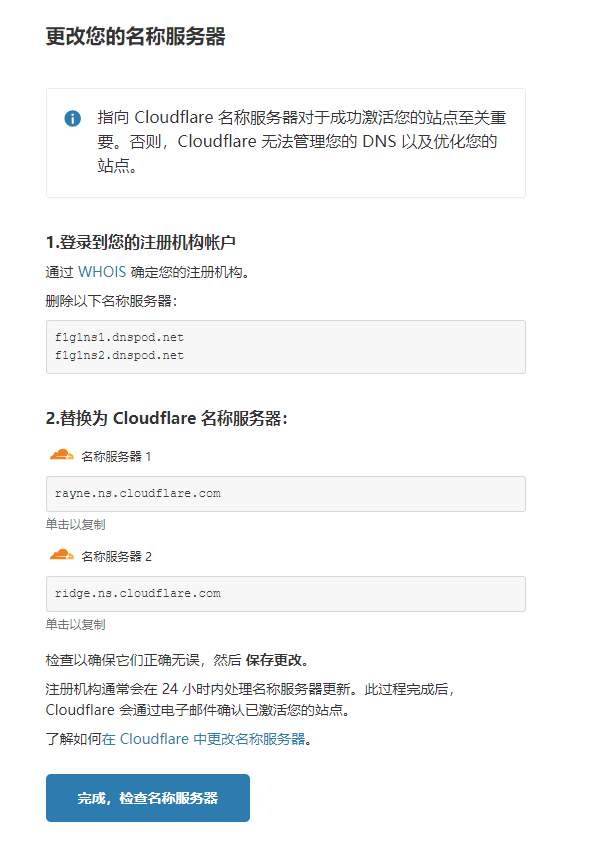 更改您的名称服务器
指向 Cloudflare 名称服务器对于成功激活您的站点至关重
要。否则，Cloudflare 无法管理您的 DNS 以及优化您的
站点。
1.登录到您的注册机构帐户
通过 WHOIS 确定您的注册机构。
删除以下名称服务器：
f1g1ns1.dnspod.net
f1g1ns2.dnspod.net
2.替换为 Cloudflare 名称服务器：
名称服务器 1
rayne.ns.cloudflare.com
单击以复制
名称服务器 2
ridge.ns.cloudflare.com
单击以复制
检查以确保它们正确无误，然后 保存更改。
注册机构通常会在 24 小时内处理名称服务器更新。此过程完成后，
Cloudflare 会通过电子邮件确认已激活您的站点。
了解如何在 Cloudflare 中更改名称服务器。
完成，检查名称服务器